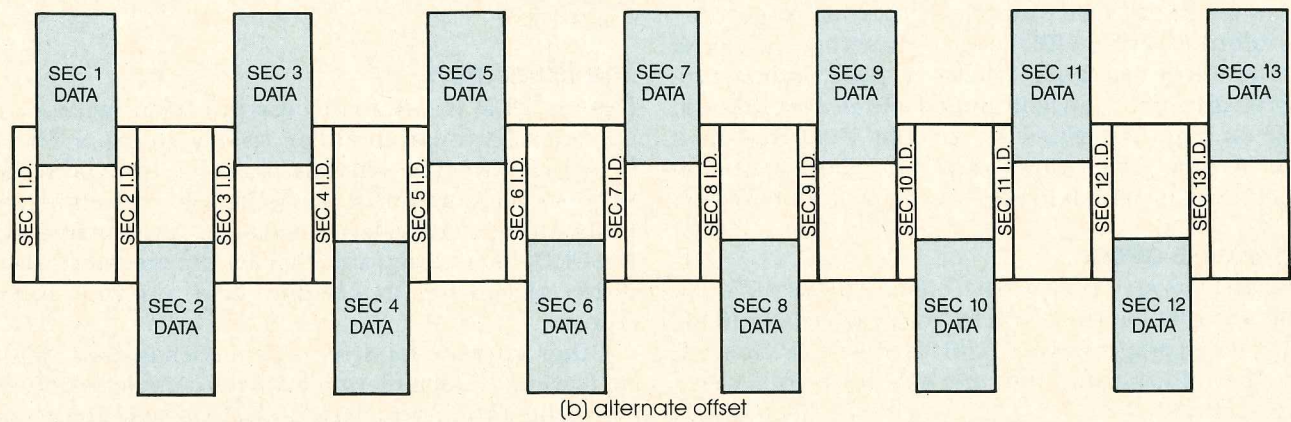 SEC 1
DATA
SEC 3
DATA
SEC 5
DATA
SEC 7
DATA
SEC 9
DATA
SEC 11
DATA
SEC 13
DATA
SEC 1 I.D.
SEC 2 I.D.
SEC 3 I.D.
SEC 4 I.D.
SEC 5 I.D.
SEC 6 I.D.
SEC 7 I.D.
SEC 8 I.D.
SEC 9 I.D.
SEC 10 I.D.
SEC 11 I.D.
SEC 12 I.D.
SEC 13 I.D.
SEC 2
DATA
SEC 4
DATA
SEC 6
DATA
SEC 8
DATA
SEC 10
DATA
SEC 12
DATA
(b) alternate offset